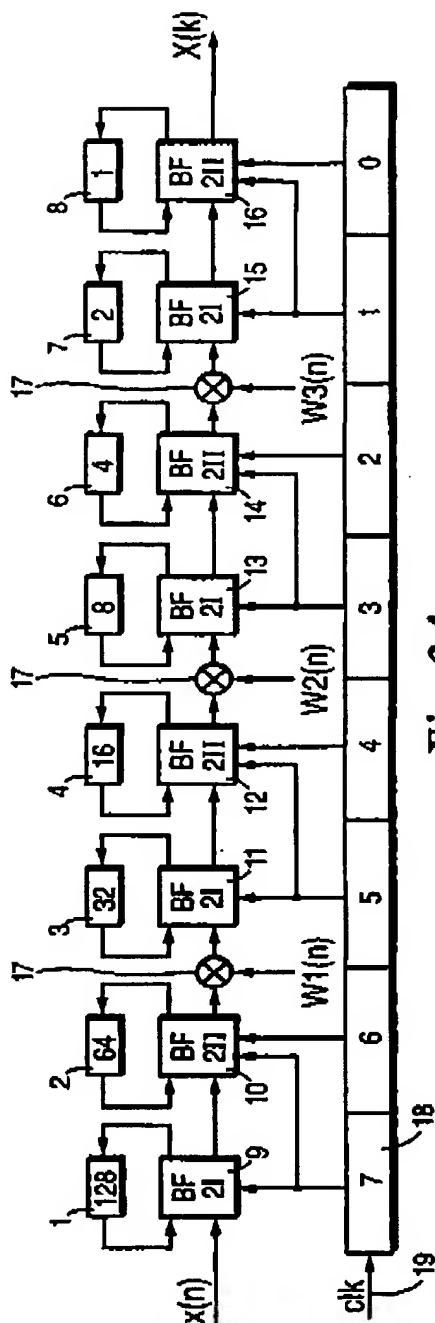 17 17 17
1 128 2 64 3 32 4 16 5 8 6 4 7 2 8 1
BF 2I BF 2II BF 2I BF 2II BF 2I BF 2II BF 2I BF 2II
x(n) X(k)
9 10 11 12 13 14 15 16
W1(n) W2(n) W3(n)
clk 7 6 5 4 3 2 1 0
19 18